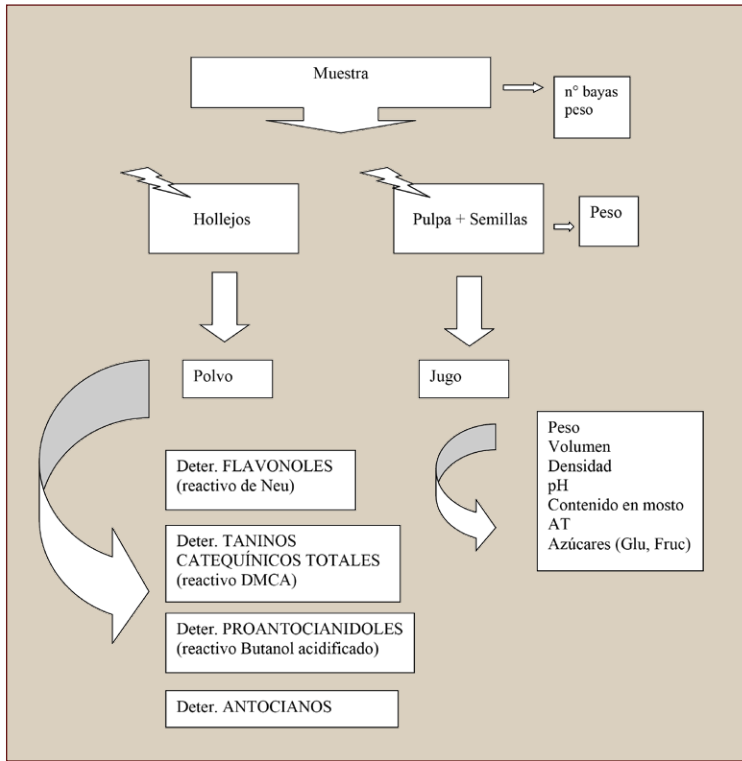 Muestra
n° bayas
peso
Hollejos
Pulpa + Semillas
Peso
Polvo
Jugo
Deter. FLAVONOLES
(reactivo de Neu)
Deter. TANINOS
CATEQUÍNICOS TOTALES
(reactivo DMCA)
Deter. PROANTOCIANIDOLES
(reactivo Butanol acidificado)
Deter. ANTOCIANOS
Peso
Volumen
Densidad
pH
Contenido en mosto
AT
Azúcares (Glu, Fruc)